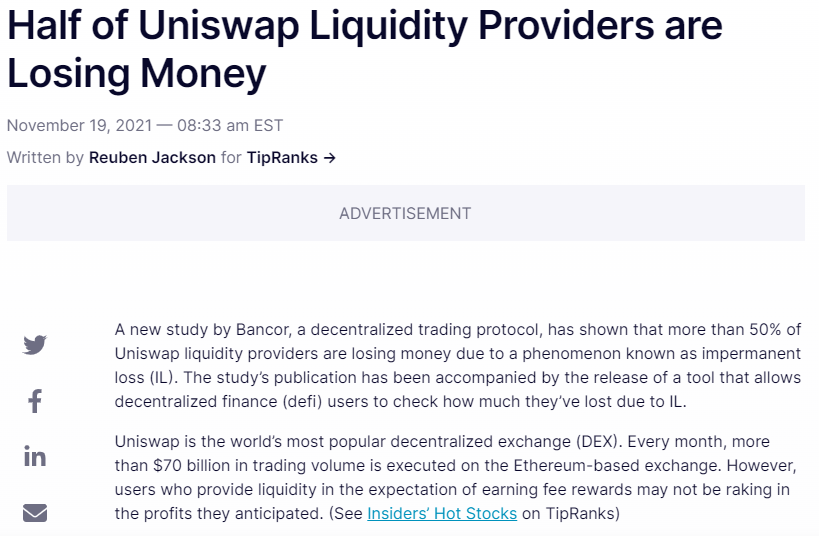 Half of Uniswap Liquidity Providers are
Losing Money
November 19, 2021 — 08:33 am EST
Written by Reuben Jackson for TipRanks →
ADVERTISEMENT
A new study by Bancor, a decentralized trading protocol, has shown that more than 50% of
Uniswap liquidity providers are losing money due to a phenomenon known as impermanent
loss (IL). The study’s publication has been accompanied by the release of a tool that allows
decentralized finance (defi) users to check how much they’ve lost due to IL.
Uniswap is the world’s most popular decentralized exchange (DEX). Every month, more
than $70 billion in trading volume is executed on the Ethereum-based exchange. However,
users who provide liquidity in the expectation of earning fee rewards may not be raking in
the profits they anticipated. (See Insiders’ Hot Stocks on TipRanks)